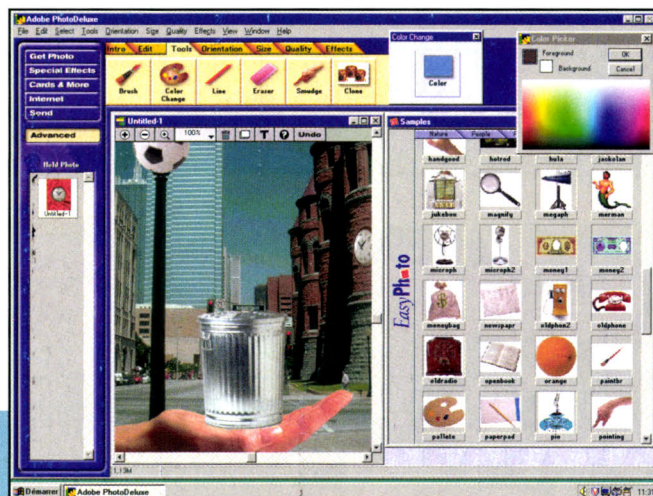 Adobe PhotoDeluxe
File Edit Select Tools Orientation Size Quality Effects View Window Help
Get Photo
Special Effects
Cards & More
Internet
Send
Advanced
Hold Photo
Untitled-1
Intro Edit Tools Orientation Size Quality Effects
Brush Color Change Line Eraser Smudge Clone
Color Change
Color
Color Picker
Foreground
Background
OK
Cancel
Untitled-1
100%
T ? Undo
Samples
Nature People
EasyPhoto
handgood hotrod hula
jukebox magnify megaph merman
microph microph2 money1 money2
moneybag newspapr oldphon2 oldphone
oldradio openbook orange paintbr
pallete paperpad pie pointing
1,13M
Démarrer Adobe PhotoDeluxe